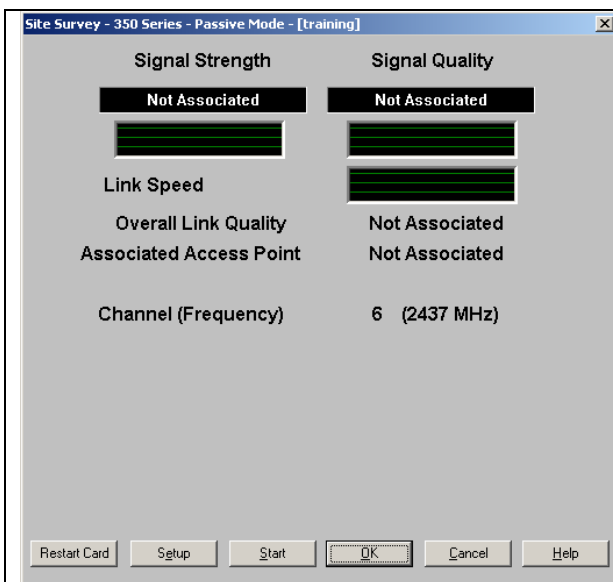 Site Survey - 350 Series - Passive Mode - [training]
Signal Strength Signal Quality
Not Associated Not Associated
Link Speed
Overall Link Quality Not Associated
Associated Access Point Not Associated
Channel (Frequency) 6 (2437 MHz)
Restart Card Setup Start OK Cancel Help